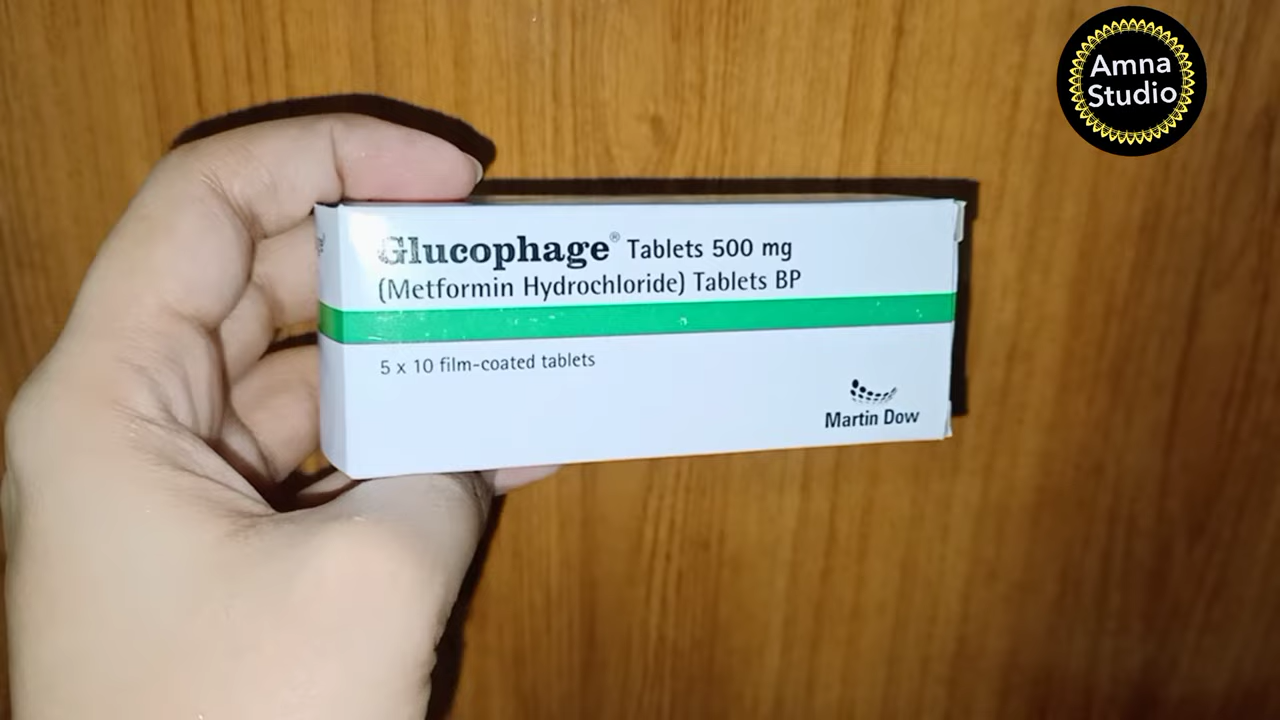 Amna
Studio
Glucophage® Tablets 500 mg
(Metformin Hydrochloride) Tablets BP
5 x 10 film-coated tablets
Martin Dow